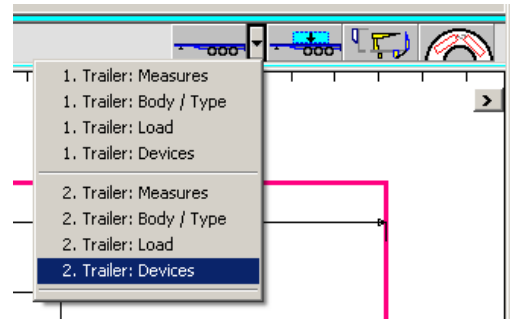 1. Trailer: Measures
1. Trailer: Body / Type
1. Trailer: Load
1. Trailer: Devices
2. Trailer: Measures
2. Trailer: Body / Type
2. Trailer: Load
2. Trailer: Devices